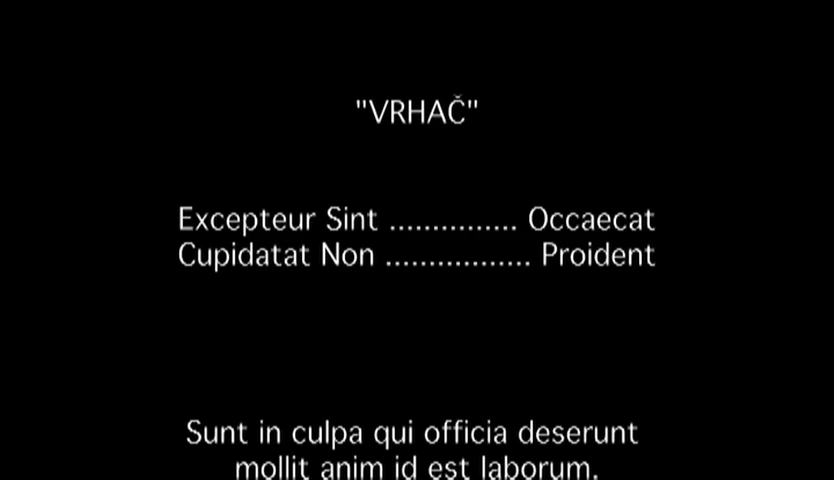 "VRHAČ"
Excepteur Sint ............... Occaecat
Cupidatat Non ................. Proident
Sunt in culpa qui officia deserunt
mollit anim id est laborum.